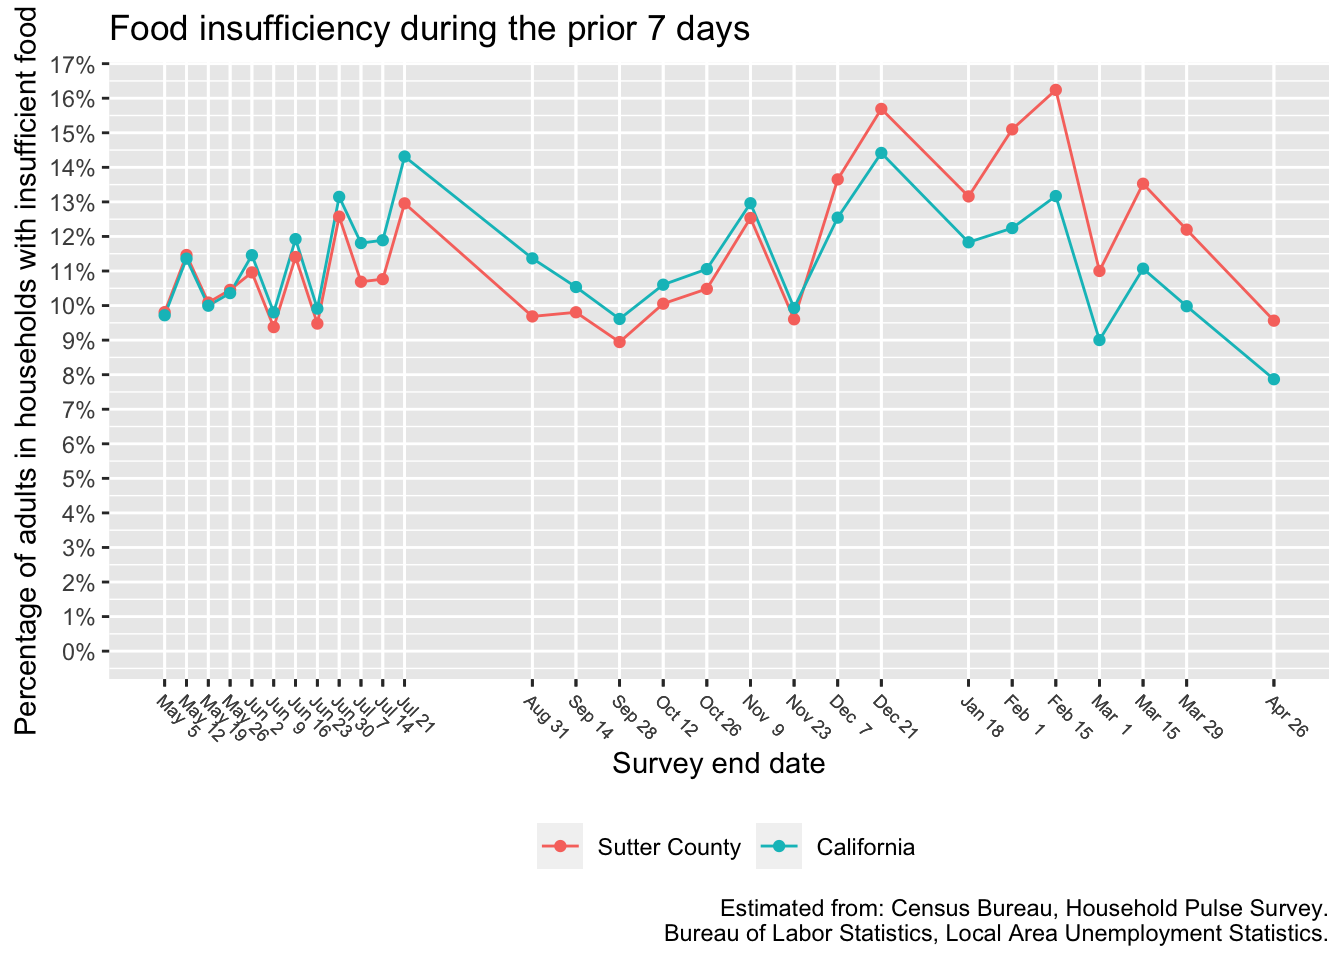 Food insufficiency during the prior 7 days
Percentage of adults in households with insufficient food
17%
16%
15%
14%
13%
12%
11%
10%
9%
8%
7%
6%
5%
4%
3%
2%
1%
0%
May 5
May 12
May 19
May 26
Jun 2
Jun 9
Jun 16
Jun 23
Jun 30
Jul 7
Jul 14
Jul 21
Aug 31
Sep 14
Sep 28
Oct 12
Oct 26
Nov 9
Nov 23
Dec 7
Dec 21
Jan 18
Feb 1
Feb 15
Mar 1
Mar 15
Mar 29
Apr 26
Survey end date
Sutter County
California
Estimated from: Census Bureau, Household Pulse Survey.
Bureau of Labor Statistics, Local Area Unemployment Statistics.